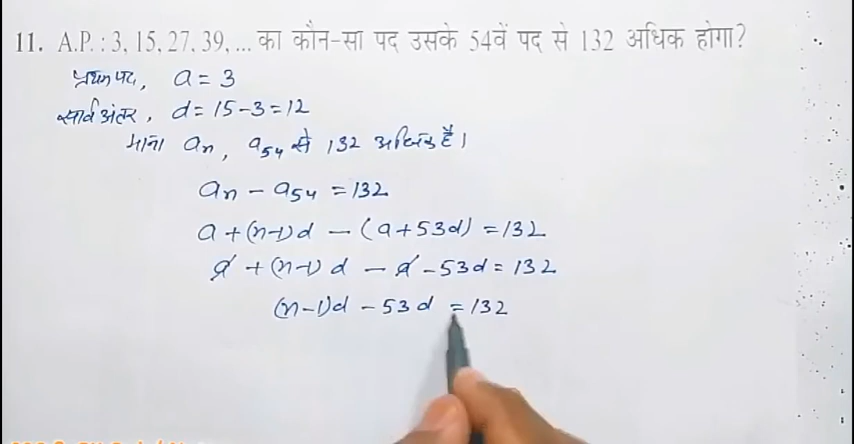 11. A.P. : 3, 15, 27, 39, ... का कौन-सा पद उसके 54वें पद से 132 अधिक होगा?
प्रथम पद, a = 3
सार्व अंतर, d = 15 - 3 = 12
माना aₙ, a₅₄ से 132 अधिक है।
aₙ - a₅₄ = 132
a + (n-1)d - (a + 53d) = 132
a + (n-1)d - a - 53d = 132
(n-1)d - 53d = 132